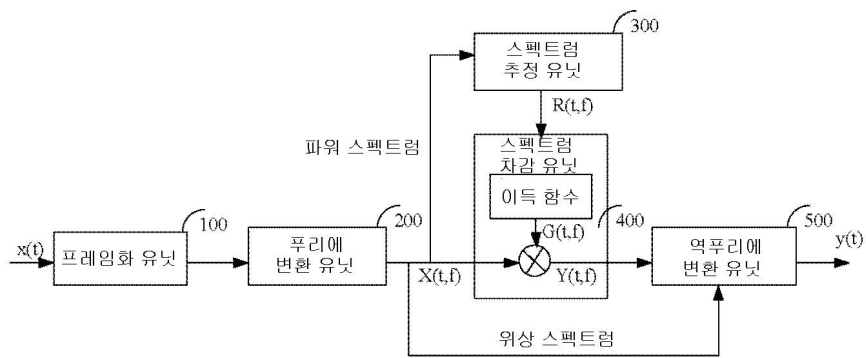 300
스펙트럼
추정 유닛
R(t,f)
파워 스펙트럼
스펙트럼
차감 유닛
이득 함수
100
200
400
500
x(t)
프레임화 유닛
푸리에
변환 유닛
G(t,f)
X(t,f)
Y(t,f)
역푸리에
변환 유닛
y(t)
위상 스펙트럼